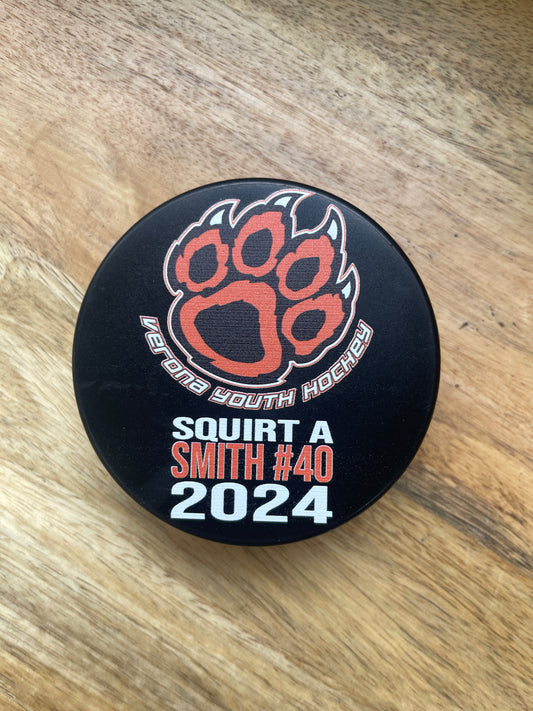 Verona YOUTH HOCKEY
SQUIRT A
SMITH #40
2024